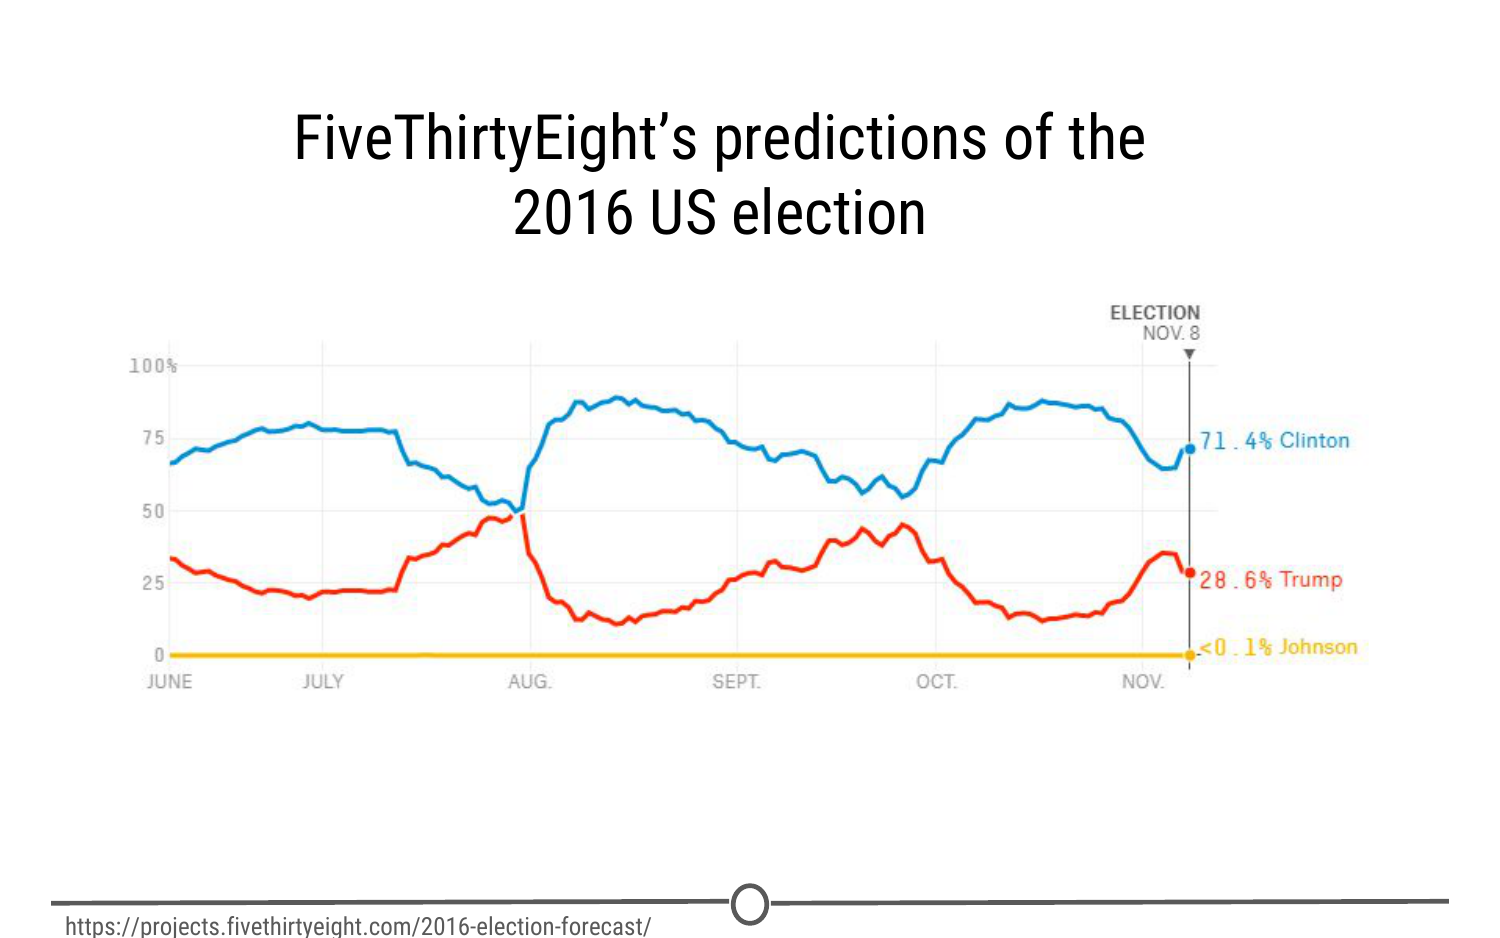 FiveThirtyEight’s predictions of the
2016 US election
ELECTION
NOV. 8
100%
75
71.4% Clinton
50
25
28.6% Trump
0
<0.1% Johnson
JUNE JULY AUG. SEPT. OCT. NOV.
https://projects.fivethirtyeight.com/2016-election-forecast/